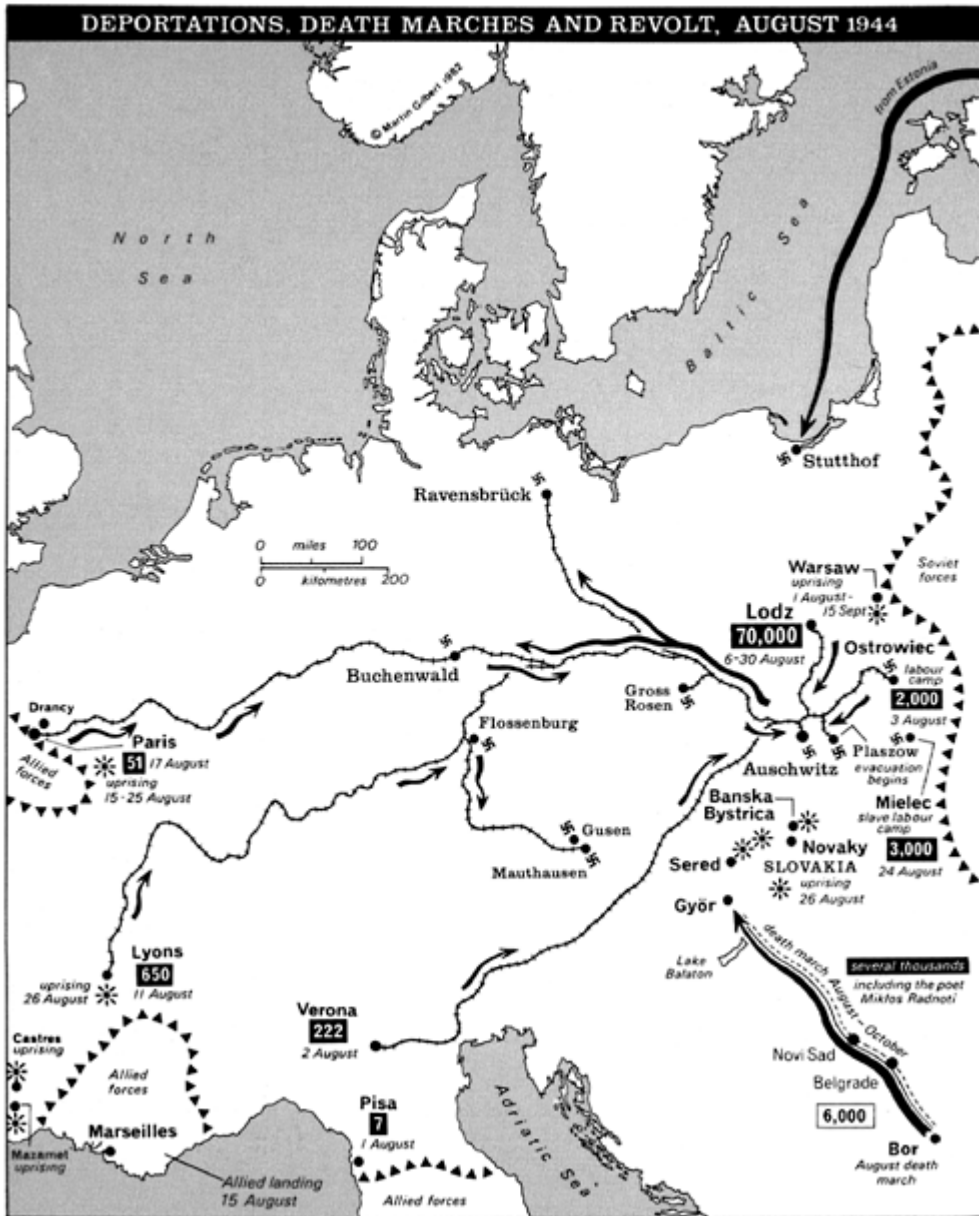 DEPORTATIONS, DEATH MARCHES AND REVOLT, AUGUST 1944
© Martin Gilbert 1982
from Estonia
North
Sea
Baltic Sea
Stutthof
Ravensbrück
0 miles 100
0 kilometres 200
Soviet
forces
Warsaw
uprising
1 August-
15 Sept
Lodz
70,000
6-30 August
Ostrowiec
labour
camp
2,000
3 August
Buchenwald
Gross
Rosen
Drancy
Paris
51 17 August
uprising
15-25 August
Allied
forces
Flossenburg
Auschwitz
Plaszow
evacuation
begins
Mielec
slave labour
camp
3,000
24 August
Banska
Bystrica
Novaky
Sered
SLOVAKIA
uprising
26 August
Gusen
Mauthausen
Györ
Lake
Balaton
death march August – October
several thousands
including the poet
Miklos Radnoti
Lyons
650
11 August
uprising
26 August
Verona
222
2 August
Castres
uprising
Allied
forces
Novi Sad
Belgrade
6,000
Bor
August death
march
Adriatic Sea
Pisa
7
1 August
Marseilles
Mazamet
uprising
Allied landing
15 August
Allied forces